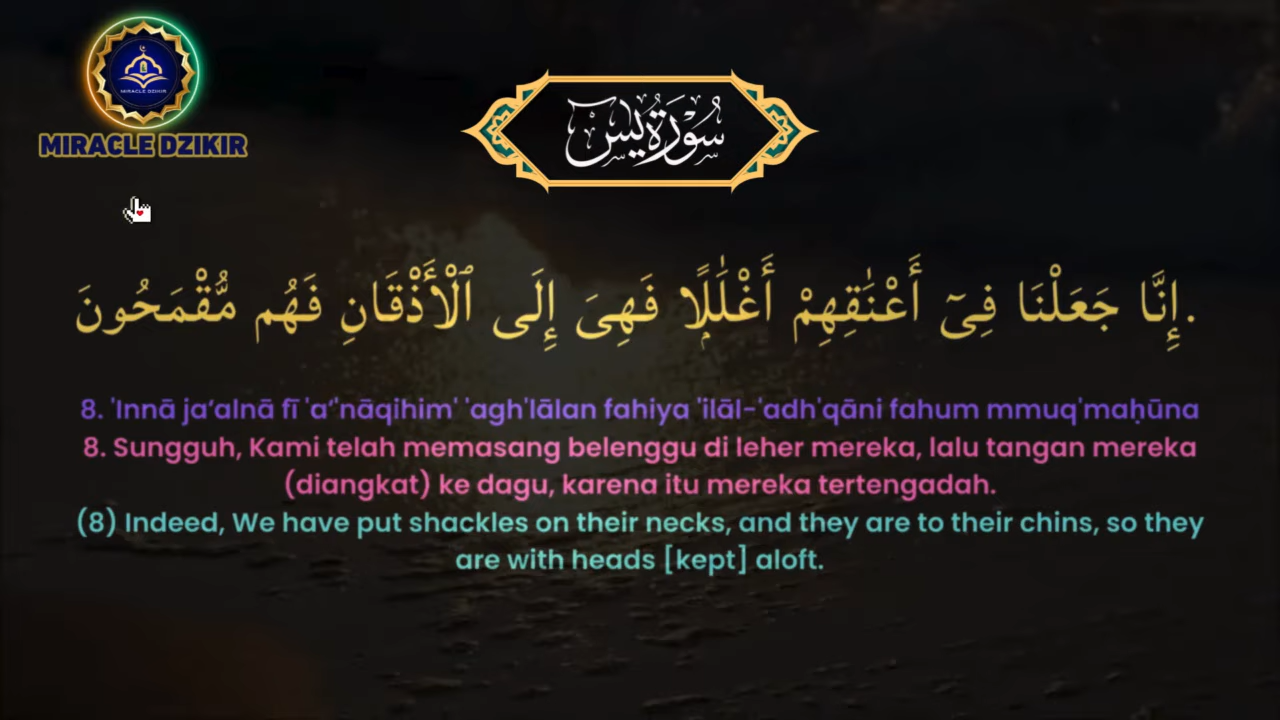 MIRACLE DZIKIR
MIRACLE DZIKIR
سُوْرَةُ يٰسٓ
إِنَّا جَعَلْنَا فِىٓ أَعْنَٰقِهِمْ أَغْلَٰلًۭا فَهِىَ إِلَى ٱلْأَذْقَانِ فَهُم مُّقْمَحُونَ.
8. 'Innā ja‘alnā fī 'a‘'nāqihim' 'agh'lālan fahiya 'ilāl-'adh'qāni fahum mmuq'maḥūna
8. Sungguh, Kami telah memasang belenggu di leher mereka, lalu tangan mereka
(diangkat) ke dagu, karena itu mereka tertengadah.
(8) Indeed, We have put shackles on their necks, and they are to their chins, so they
are with heads [kept] aloft.